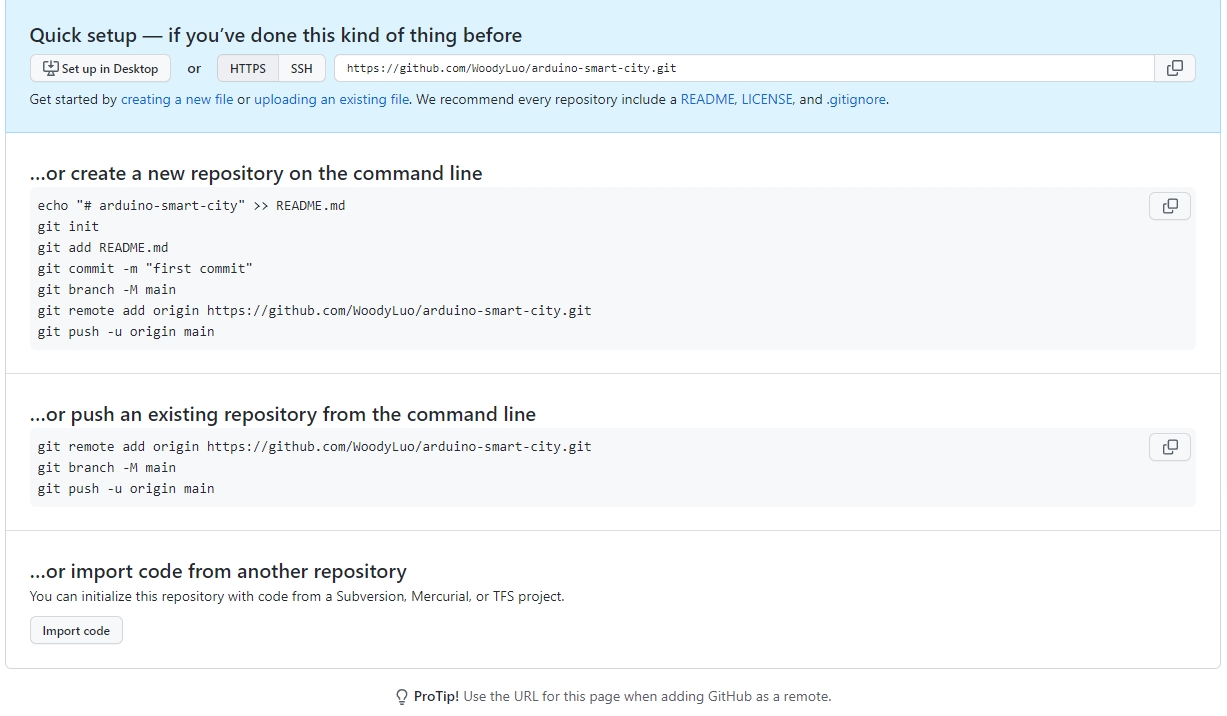 Quick setup — if you’ve done this kind of thing before
Set up in Desktop or HTTPS SSH https://github.com/WoodyLuo/arduino-smart-city.git
Get started by creating a new file or uploading an existing file. We recommend every repository include a README, LICENSE, and .gitignore.
…or create a new repository on the command line
echo "# arduino-smart-city" >> README.md
git init
git add README.md
git commit -m "first commit"
git branch -M main
git remote add origin https://github.com/WoodyLuo/arduino-smart-city.git
git push -u origin main
…or push an existing repository from the command line
git remote add origin https://github.com/WoodyLuo/arduino-smart-city.git
git branch -M main
git push -u origin main
…or import code from another repository
You can initialize this repository with code from a Subversion, Mercurial, or TFS project.
Import code
ProTip! Use the URL for this page when adding GitHub as a remote.